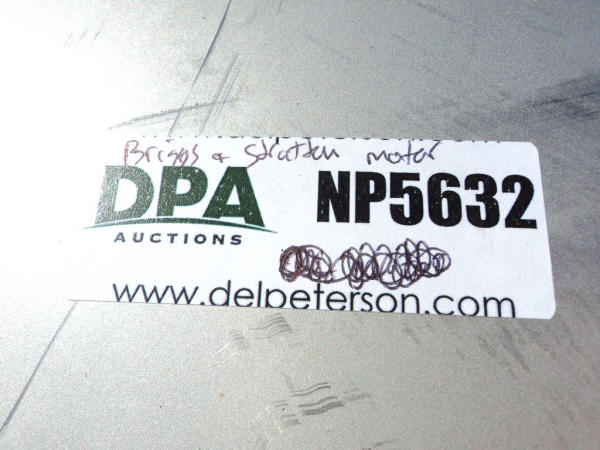 Briggs & Stratton motor
DPA NP5632
AUCTIONS
www.delpeterson.com